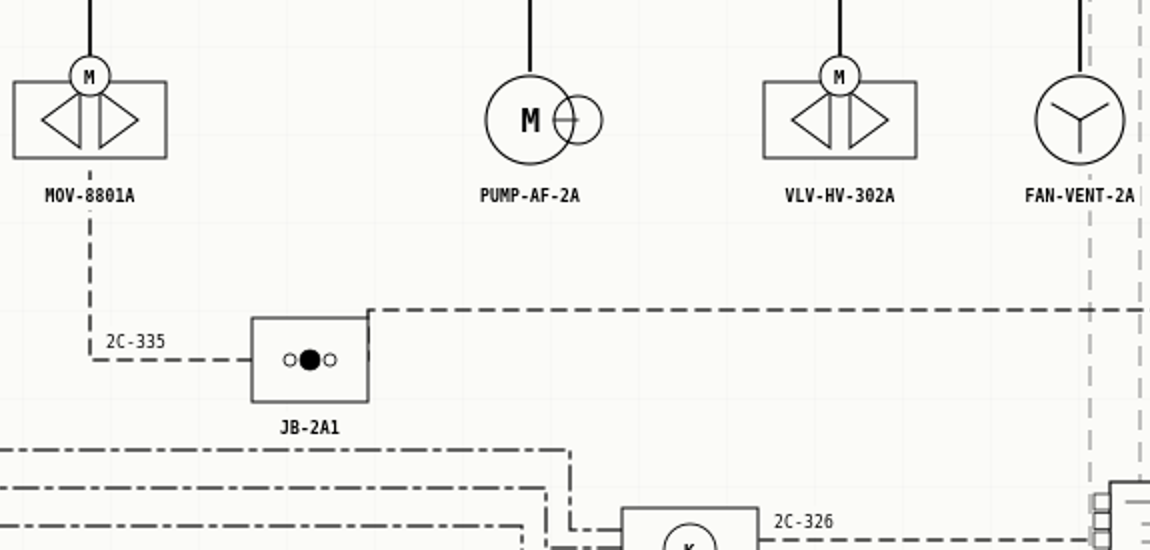 M
M
M
MOV-8801A
PUMP-AF-2A
VLV-HV-302A
FAN-VENT-2A
2C-335
JB-2A1
2C-326
K